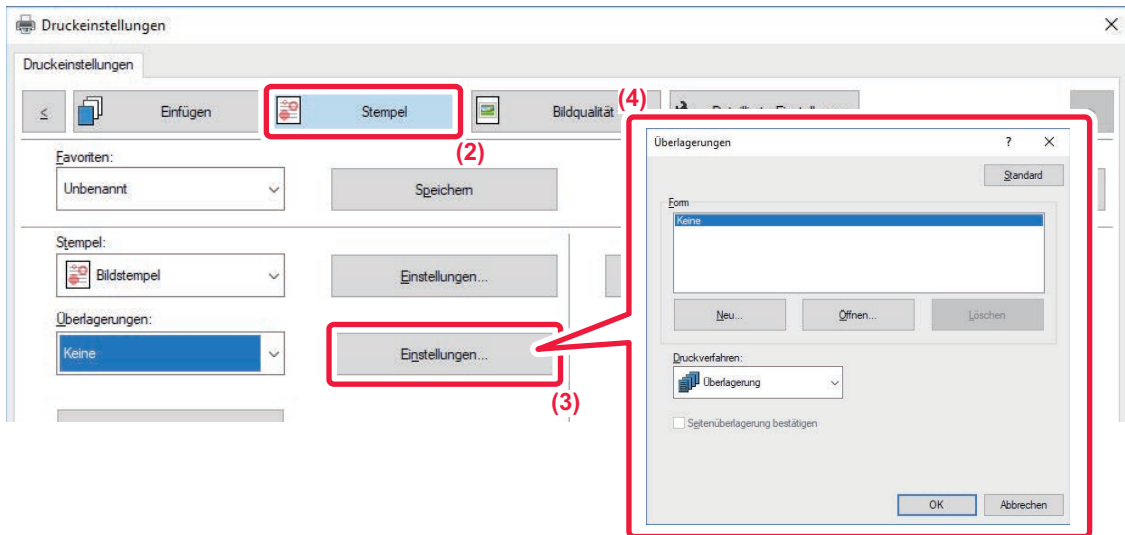 Druckeinstellungen
Druckeinstellungen
<
Einfügen
Stempel
Bildqualität
(4)
(2)
Favoriten:
Unbenannt
Speichern
Stempel:
Bildstempel
Einstellungen...
Überlagerungen:
Keine
Einstellungen...
(3)
Überlagerungen
?
Standard
Form
Keine
Neu...
Öffnen...
Löschen
Druckverfahren:
Überlagerung
Seitenüberlagerung bestätigen
OK
Abbrechen